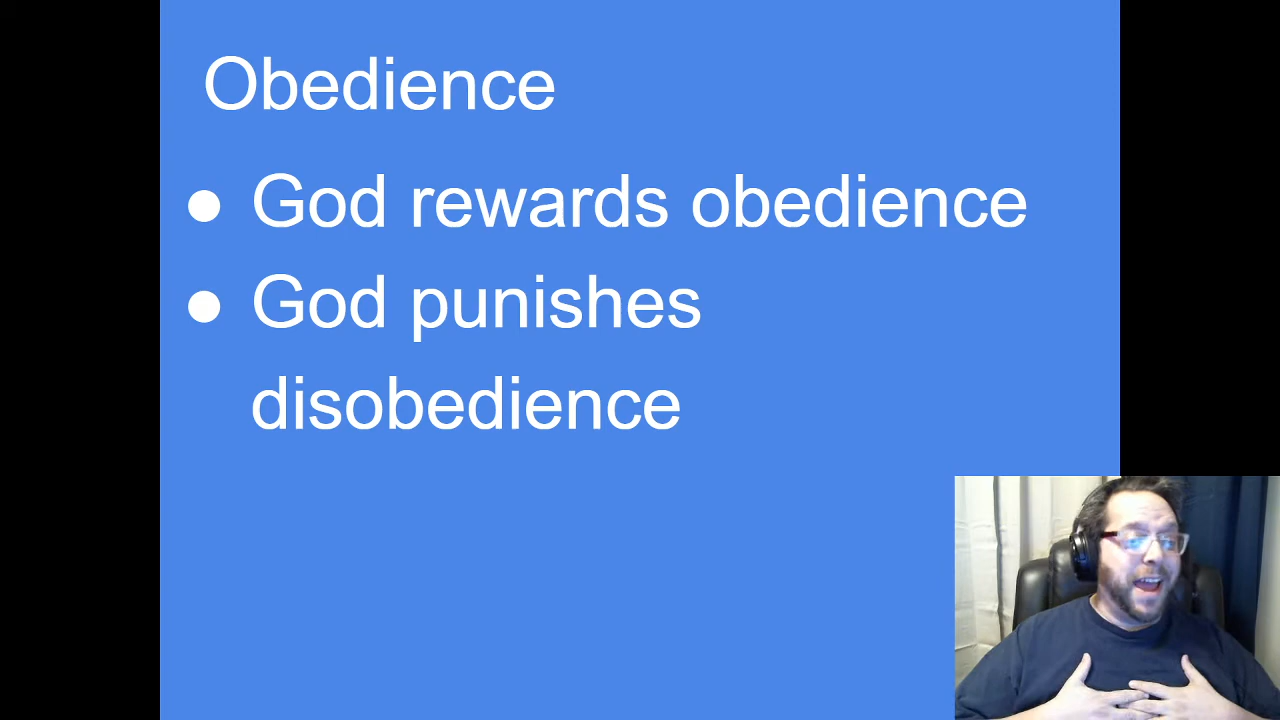 Obedience
● God rewards obedience
● God punishes
disobedience